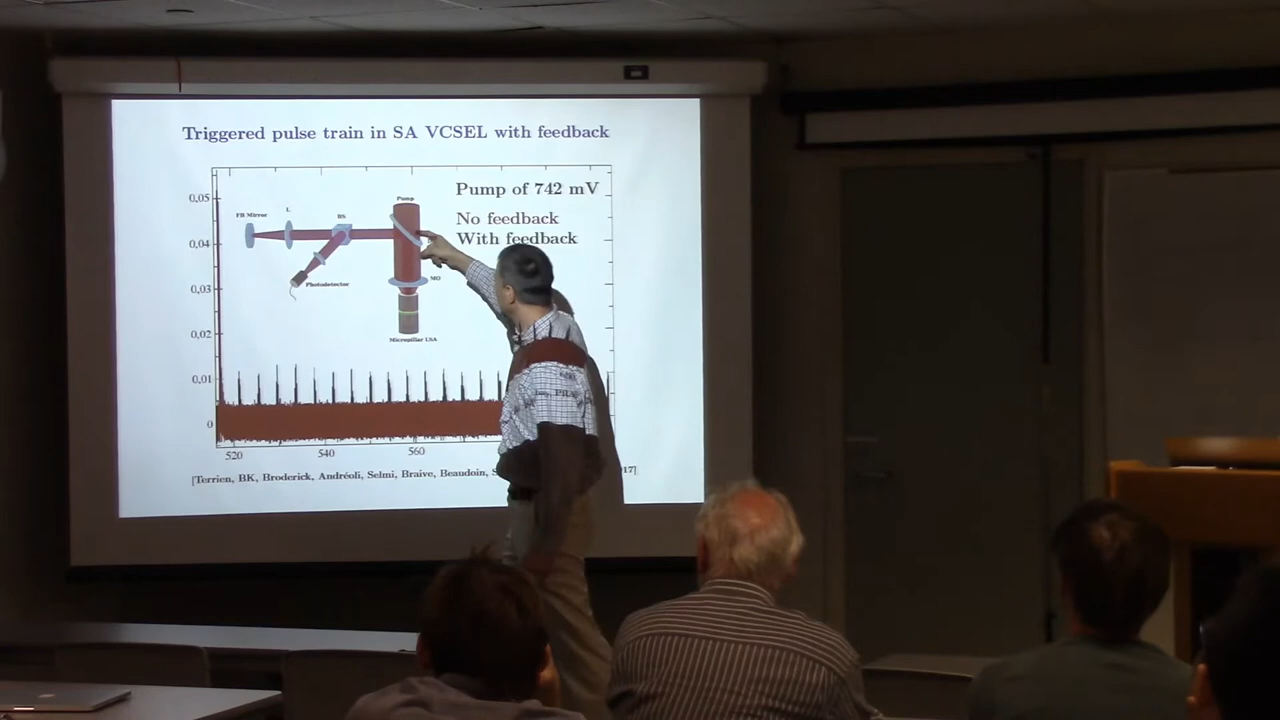 Triggered pulse train in SA VCSEL with feedback
Pump of 742 mV
No feedback
With feedback
Pump
FB Mirror
L
BS
MO
Photodetector
Micropillar LSA
0,05
0,04
0,03
0,02
0,01
0
520
540
560
[Terrien, BK, Broderick, Andréoli, Selmi, Braive, Beaudoin,
17]